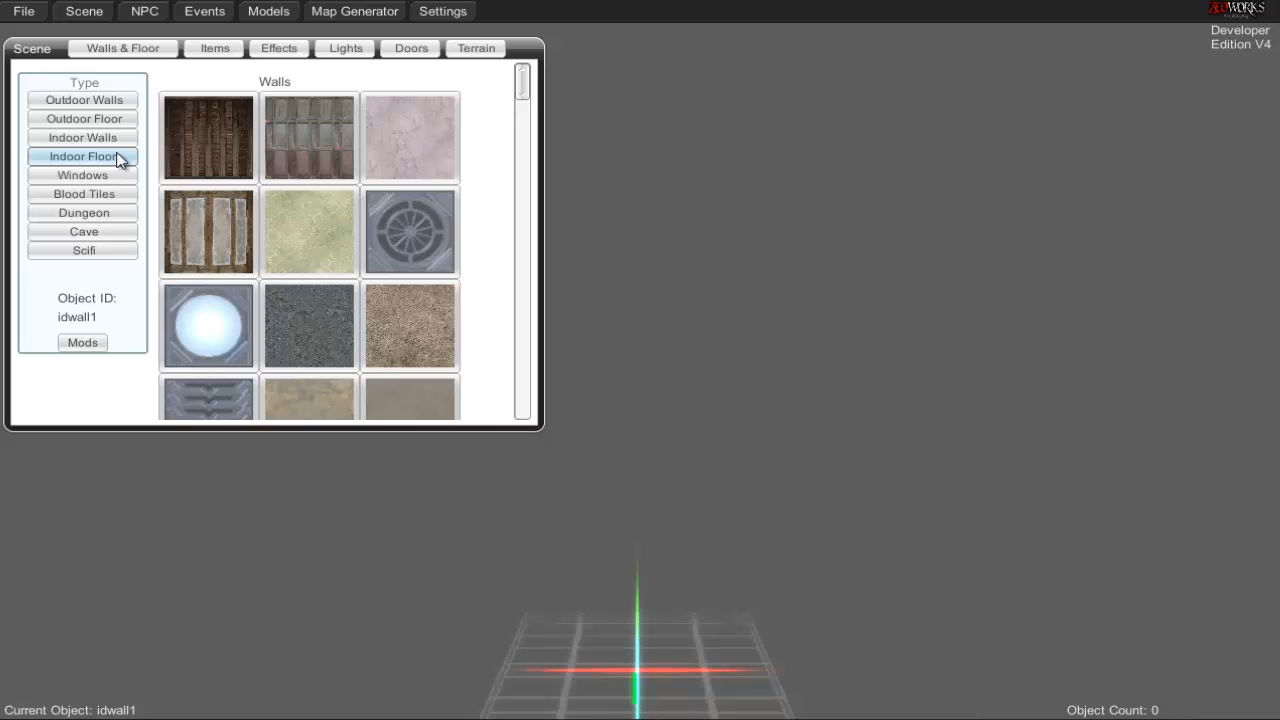 File Scene NPC Events Models Map Generator Settings
ZEOWORKS
Developer
Edition V4
Scene Walls & Floor Items Effects Lights Doors Terrain
Type
Outdoor Walls
Outdoor Floor
Indoor Walls
Indoor Floor
Windows
Blood Tiles
Dungeon
Cave
Scifi
Object ID:
idwall1
Mods
Walls
Current Object: idwall1
Object Count: 0